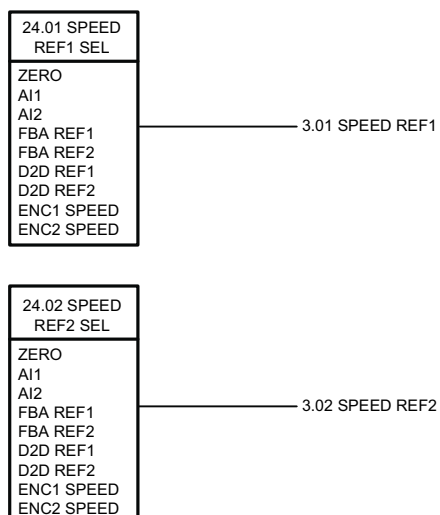 24.01 SPEED
REF1 SEL
ZERO
AI1
AI2
FBA REF1
FBA REF2
D2D REF1
D2D REF2
ENC1 SPEED
ENC2 SPEED
3.01 SPEED REF1
24.02 SPEED
REF2 SEL
ZERO
AI1
AI2
FBA REF1
FBA REF2
D2D REF1
D2D REF2
ENC1 SPEED
ENC2 SPEED
3.02 SPEED REF2